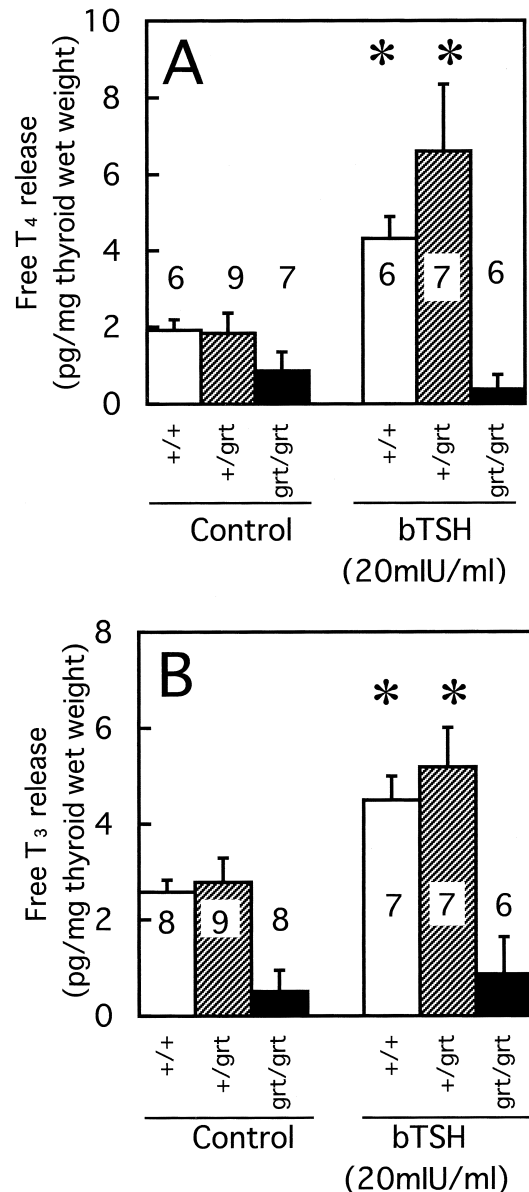 10
8
6
4
2
0
Free T₄ release
(pg/mg thyroid wet weight)
A
* *
6 9 7 6 7 6
+/+ +/grt grt/grt +/+ +/grt grt/grt
Control bTSH
(20mIU/ml)
8
6
4
2
0
Free T₃ release
(pg/mg thyroid wet weight)
B
* *
8 9 8 7 7 6
+/+ +/grt grt/grt +/+ +/grt grt/grt
Control bTSH
(20mIU/ml)